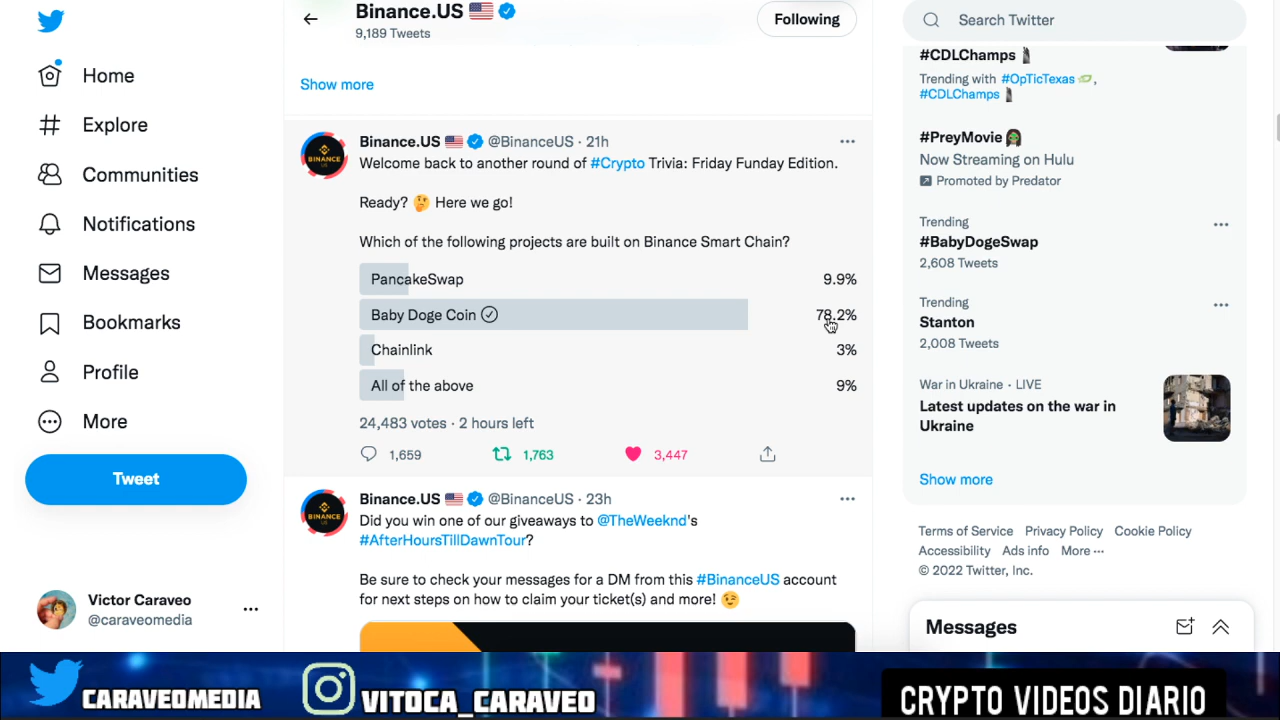 Binance.US
9,189 Tweets
Following
Search Twitter
Home
Explore
Communities
Notifications
Messages
Bookmarks
Profile
More
Tweet
Victor Caraveo
@caraveomedia
Show more
BINANCE
US
Binance.US @BinanceUS · 21h
Welcome back to another round of #Crypto Trivia: Friday Funday Edition.
Ready? 🤔 Here we go!
Which of the following projects are built on Binance Smart Chain?
PancakeSwap 9.9%
Baby Doge Coin 78.2%
Chainlink 3%
All of the above 9%
24,483 votes · 2 hours left
1,659 1,763 3,447
BINANCE
US
Binance.US @BinanceUS · 23h
Did you win one of our giveaways to @TheWeeknd's
#AfterHoursTillDawnTour?
Be sure to check your messages for a DM from this #BinanceUS account
for next steps on how to claim your ticket(s) and more! 😉
#CDLChamps
Trending with #OpTicTexas ,
#CDLChamps
#PreyMovie
Now Streaming on Hulu
Promoted by Predator
Trending
#BabyDogeSwap
2,608 Tweets
Trending
Stanton
2,008 Tweets
War in Ukraine · LIVE
Latest updates on the war in
Ukraine
Show more
Terms of Service Privacy Policy Cookie Policy
Accessibility Ads info More ···
© 2022 Twitter, Inc.
Messages
CARAVEOMEDIA
VITOCA_CARAVEO
CRYPTO VIDEOS DIARIO